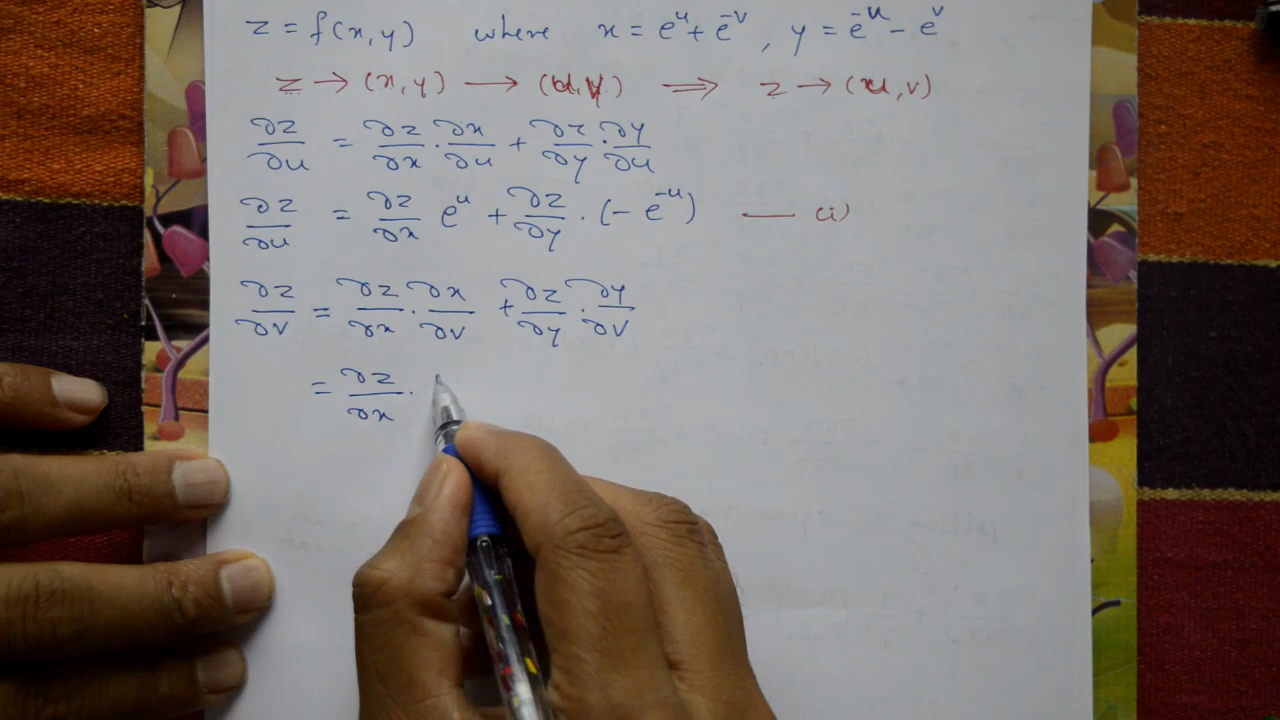 z = f(x,y) where x = e^u + e^-v , y = e^-u - e^v
z → (x,y) → (u,v) ⇒ z → (u,v)
∂z/∂u = ∂z/∂x · ∂x/∂u + ∂z/∂y · ∂y/∂u
∂z/∂u = ∂z/∂x e^u + ∂z/∂y · (- e^-u) — (i)
∂z/∂v = ∂z/∂x · ∂x/∂v + ∂z/∂y · ∂y/∂v
= ∂z/∂x ·